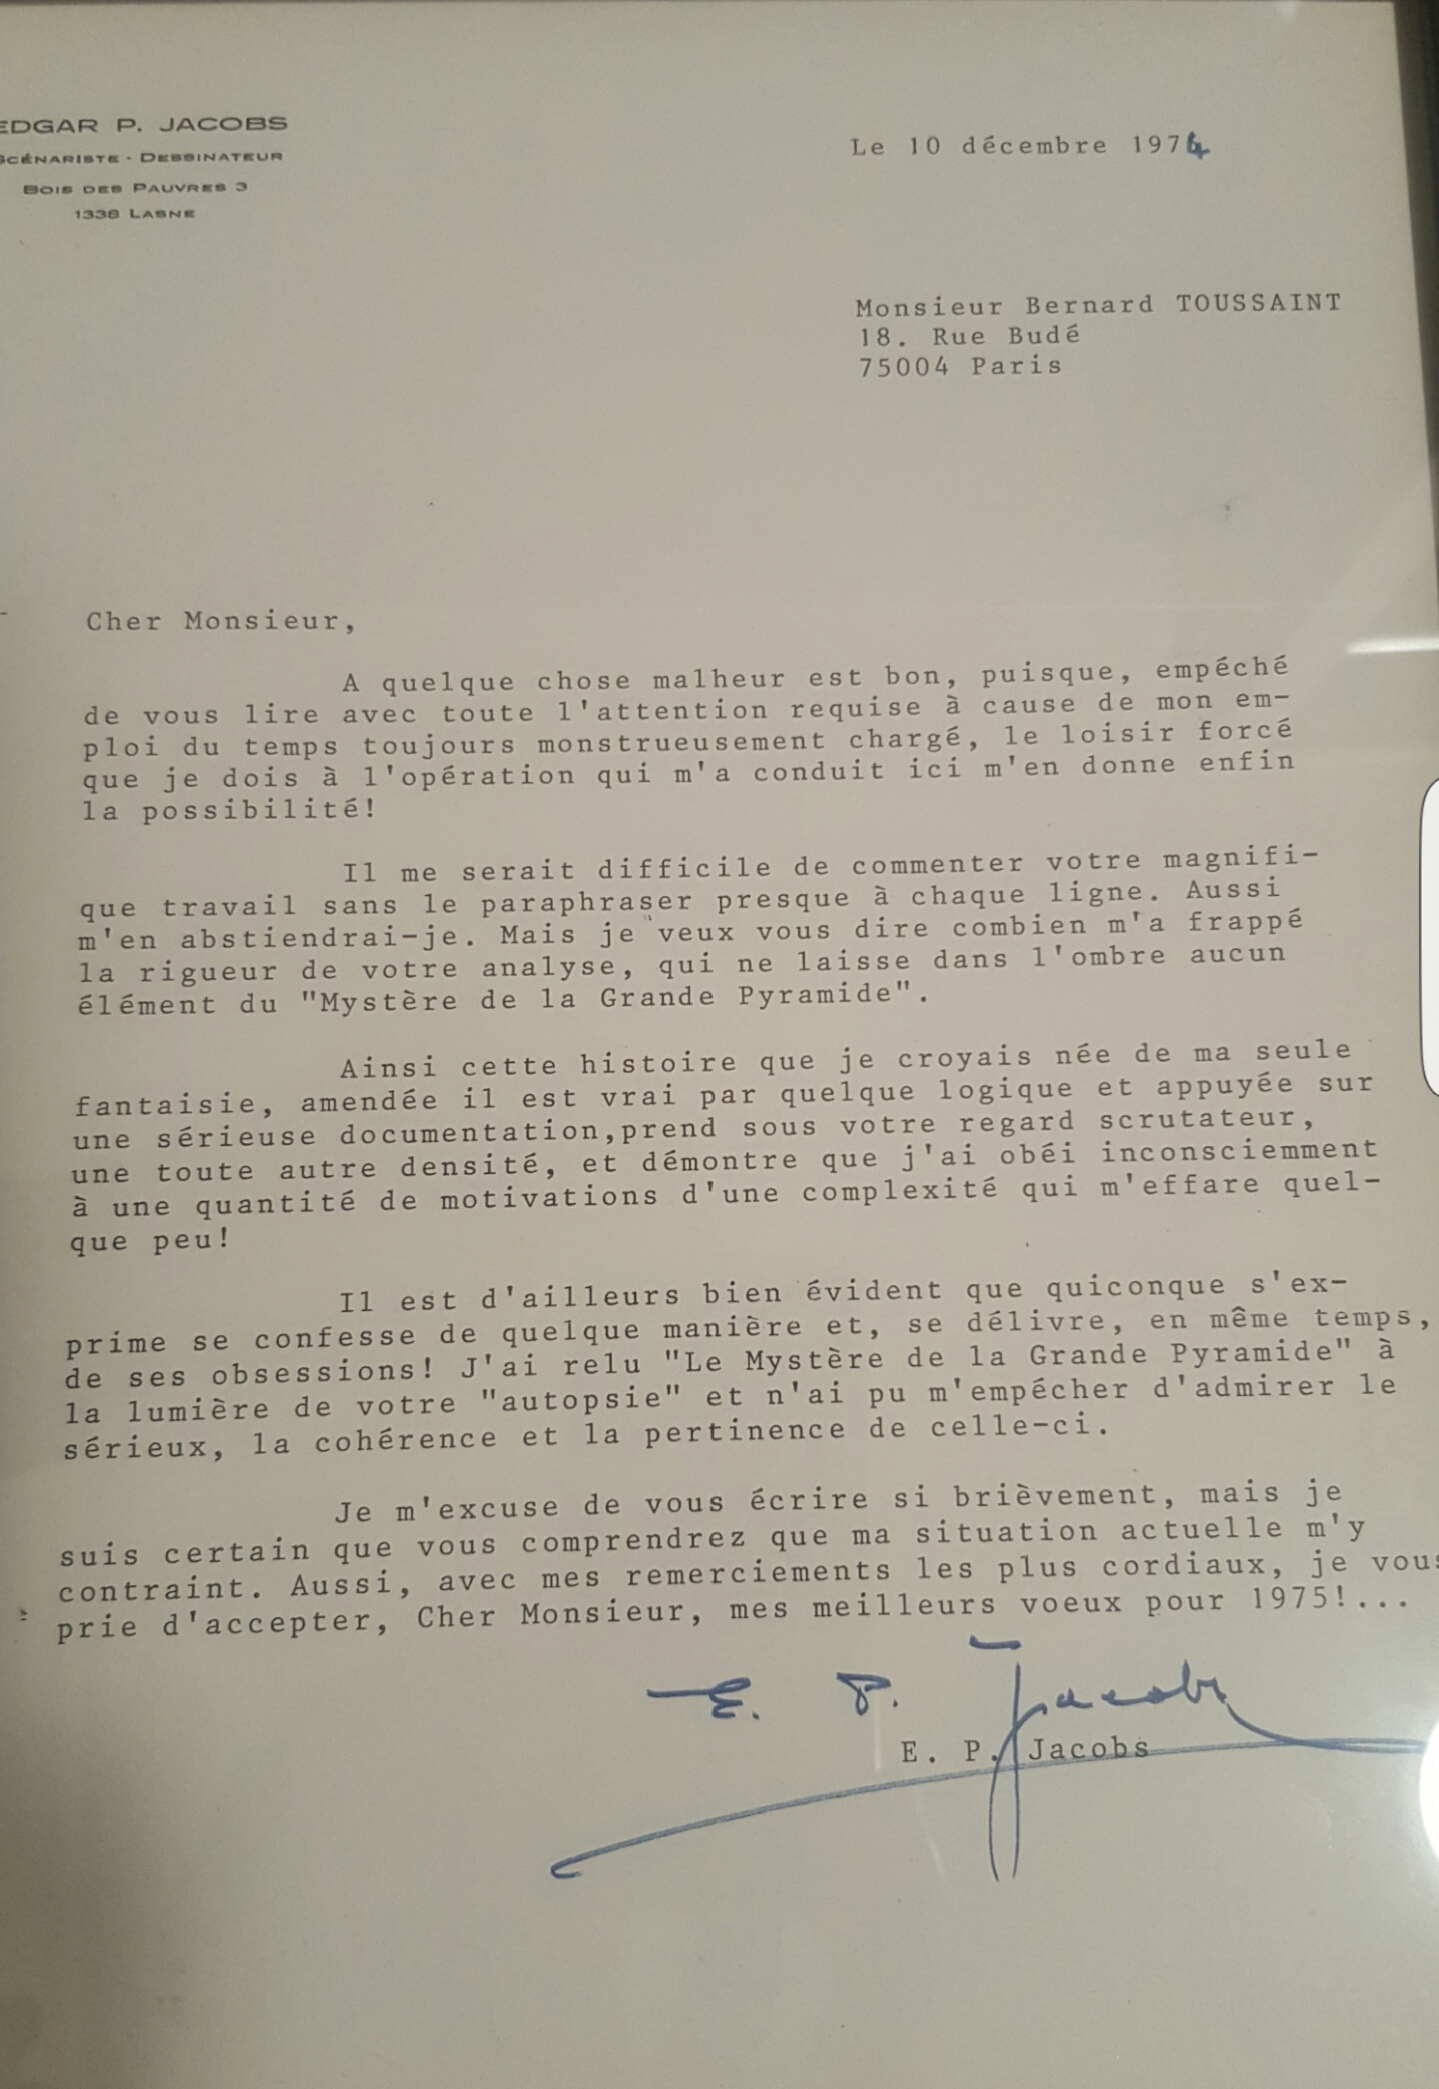 EDGAR P. JACOBS
SCÉNARISTE · DESSINATEUR
BOIS DES PAUVRES 3
1338 LASNE
Le 10 décembre 1974
Monsieur Bernard TOUSSAINT
18. Rue Budé
75004 Paris
Cher Monsieur,
A quelque chose malheur est bon, puisque, empéché
de vous lire avec toute l'attention requise à cause de mon em-
ploi du temps toujours monstrueusement chargé, le loisir forcé
que je dois à l'opération qui m'a conduit ici m'en donne enfin
la possibilité!
Il me serait difficile de commenter votre magnifi-
que travail sans le paraphraser presque à chaque ligne. Aussi
m'en abstiendrai-je. Mais je veux vous dire combien m'a frappé
la rigueur de votre analyse, qui ne laisse dans l'ombre aucun
élément du "Mystère de la Grande Pyramide".
Ainsi cette histoire que je croyais née de ma seule
fantaisie, amendée il est vrai par quelque logique et appuyée sur
une sérieuse documentation,prend sous votre regard scrutateur,
une toute autre densité, et démontre que j'ai obéi inconsciemment
à une quantité de motivations d'une complexité qui m'effare quel-
que peu!
Il est d'ailleurs bien évident que quiconque s'ex-
prime se confesse de quelque manière et, se délivre, en même temps,
de ses obsessions! J'ai relu "Le Mystère de la Grande Pyramide" à
la lumière de votre "autopsie" et n'ai pu m'empécher d'admirer le
sérieux, la cohérence et la pertinence de celle-ci.
Je m'excuse de vous écrire si brièvement, mais je
suis certain que vous comprendrez que ma situation actuelle m'y
contraint. Aussi, avec mes remerciements les plus cordiaux, je vous
prie d'accepter, Cher Monsieur, mes meilleurs voeux pour 1975!...
E. P. Jacobs
E. P. Jacobs